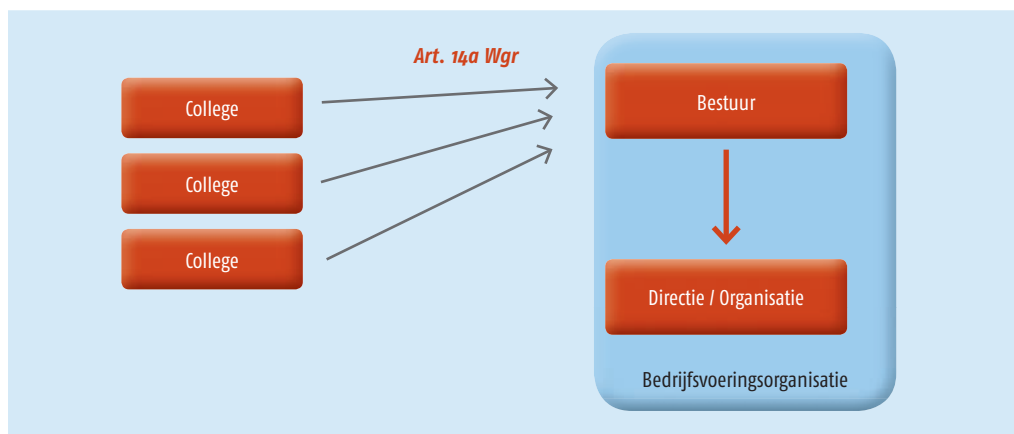 Art. 14a Wgr
College
College
College
Bestuur
Directie / Organisatie
Bedrijfsvoeringsorganisatie